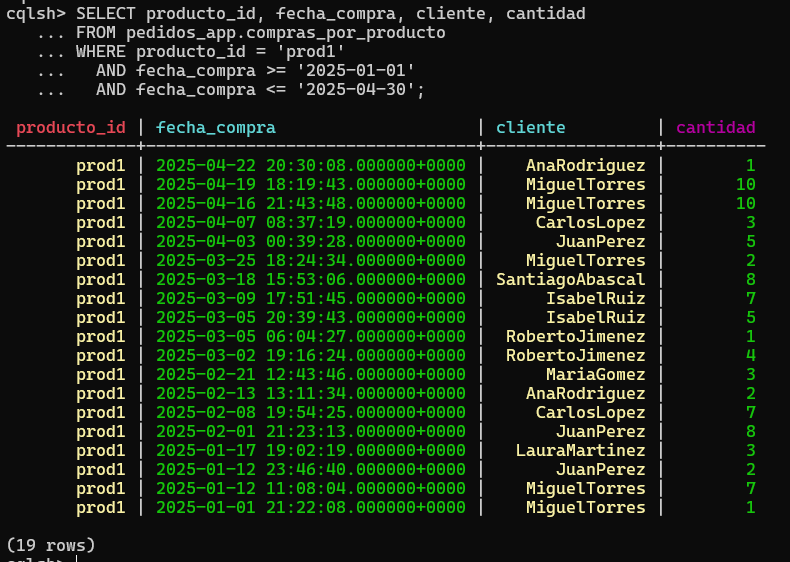 cqlsh> SELECT producto_id, fecha_compra, cliente, cantidad
   ... FROM pedidos_app.compras_por_producto
   ... WHERE producto_id = 'prod1'
   ...   AND fecha_compra >= '2025-01-01'
   ...   AND fecha_compra <= '2025-04-30';
 producto_id | fecha_compra                    | cliente         | cantidad
-------------+---------------------------------+-----------------+----------
       prod1 | 2025-04-22 20:30:08.000000+0000 |    AnaRodriguez |        1
       prod1 | 2025-04-19 18:19:43.000000+0000 |    MiguelTorres |       10
       prod1 | 2025-04-16 21:43:48.000000+0000 |    MiguelTorres |       10
       prod1 | 2025-04-07 08:37:19.000000+0000 |     CarlosLopez |        3
       prod1 | 2025-04-03 00:39:28.000000+0000 |       JuanPerez |        5
       prod1 | 2025-03-25 18:24:34.000000+0000 |    MiguelTorres |        2
       prod1 | 2025-03-18 15:53:06.000000+0000 | SantiagoAbascal |        8
       prod1 | 2025-03-09 17:51:45.000000+0000 |      IsabelRuiz |        7
       prod1 | 2025-03-05 20:39:43.000000+0000 |      IsabelRuiz |        5
       prod1 | 2025-03-05 06:04:27.000000+0000 |  RobertoJimenez |        1
       prod1 | 2025-03-02 19:16:24.000000+0000 |  RobertoJimenez |        4
       prod1 | 2025-02-21 12:43:46.000000+0000 |      MariaGomez |        3
       prod1 | 2025-02-13 13:11:34.000000+0000 |    AnaRodriguez |        2
       prod1 | 2025-02-08 19:54:25.000000+0000 |     CarlosLopez |        7
       prod1 | 2025-02-01 21:23:13.000000+0000 |       JuanPerez |        8
       prod1 | 2025-01-17 19:02:19.000000+0000 |   LauraMartinez |        3
       prod1 | 2025-01-12 23:46:40.000000+0000 |       JuanPerez |        2
       prod1 | 2025-01-12 11:08:04.000000+0000 |    MiguelTorres |        7
       prod1 | 2025-01-01 21:22:08.000000+0000 |    MiguelTorres |        1
(19 rows)
cqlsh>